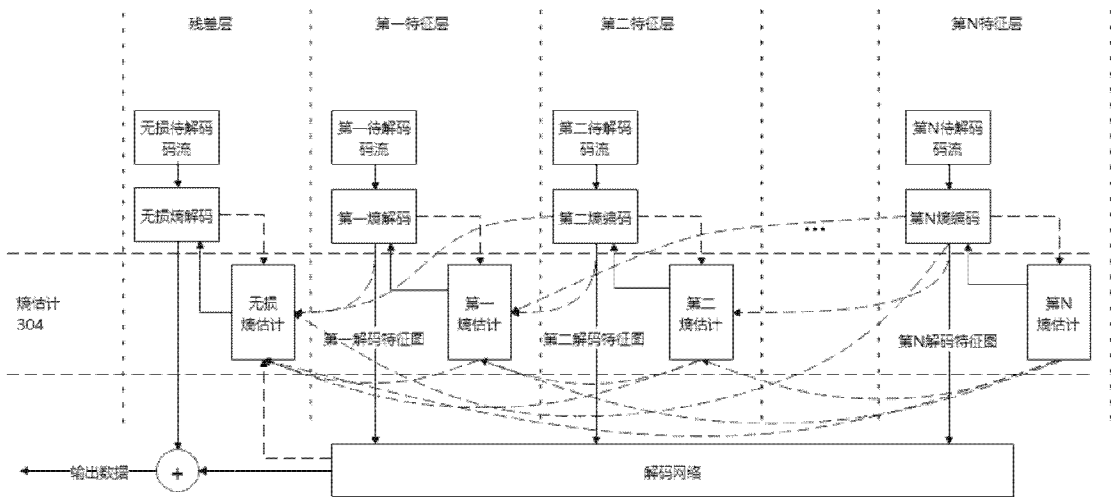 残差层
第一特征层
第二特征层
第N特征层
无损待解码
码流
第一待解码
码流
第二待解码
码流
第N待解码
码流
无损熵解码
第一熵解码
第二熵编码
...
第N熵编码
熵估计
304
无损
熵估计
第一解码特征图
第一
熵估计
第二解码特征图
第二
熵估计
第N解码特征图
第N
熵估计
输出数据
+
解码网络